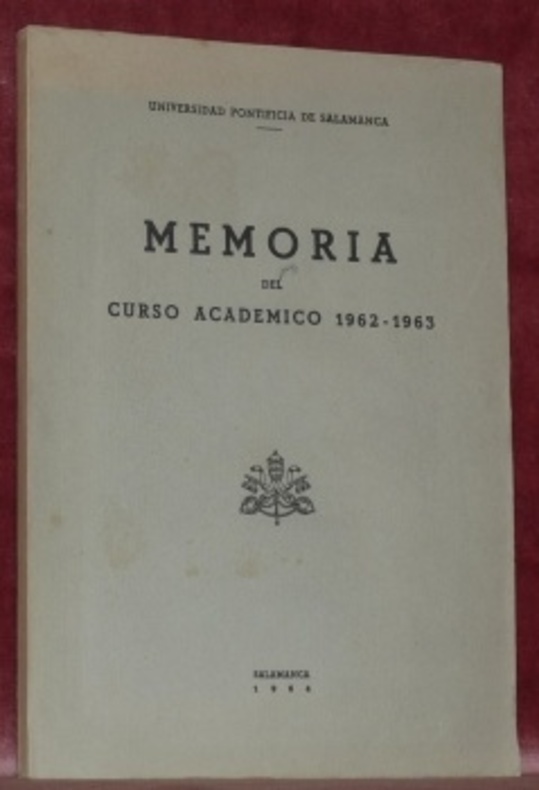 UNIVERSIDAD PONTIFICIA DE SALAMANCA
MEMORIA
DEL
CURSO ACADEMICO 1962-1963
SALAMANCA